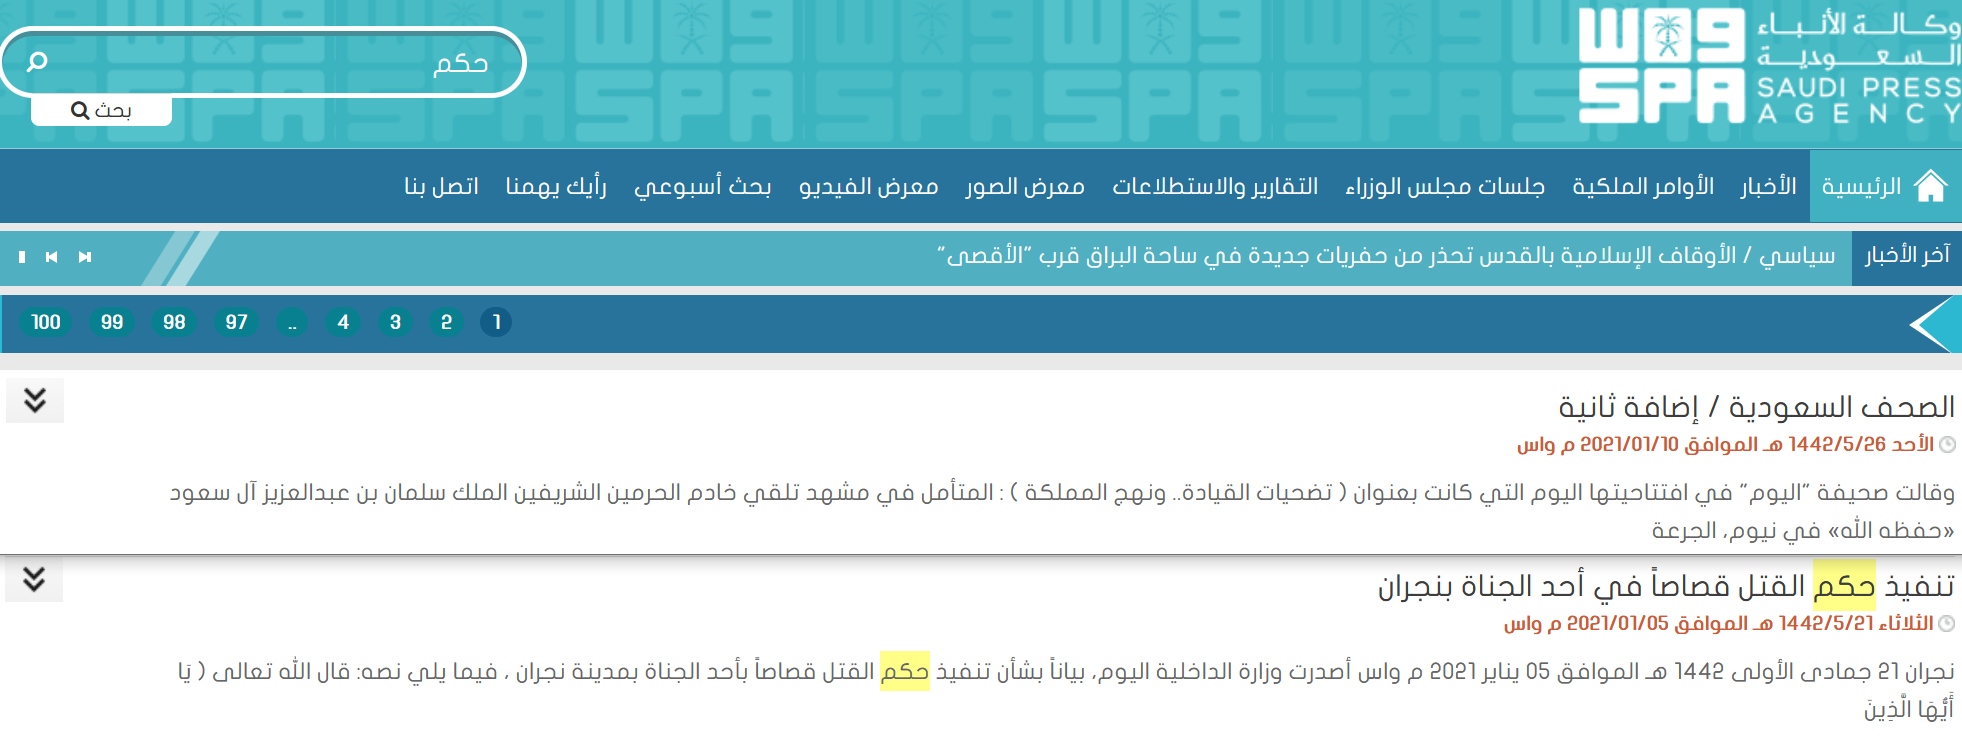 وكالة الأنباء
السعودية
SAUDI PRESS
AGENCY
واس
SPA
حكم
بحث
الرئيسية الأخبار الأوامر الملكية جلسات مجلس الوزراء التقارير والاستطلاعات معرض الصور معرض الفيديو بحث أسبوعي رأيك يهمنا اتصل بنا
آخر الأخبار سياسي / الأوقاف الإسلامية بالقدس تحذر من حفريات جديدة في ساحة البراق قرب "الأقصى"
1 2 3 4 .. 97 98 99 100
الصحف السعودية / إضافة ثانية
الأحد 1442/5/26 هـ الموافق 2021/01/10 م واس
وقالت صحيفة "اليوم" في افتتاحيتها اليوم التي كانت بعنوان ( تضحيات القيادة.. ونهج المملكة ) : المتأمل في مشهد تلقي خادم الحرمين الشريفين الملك سلمان بن عبدالعزيز آل سعود
«حفظه الله» في نيوم، الجرعة
تنفيذ حكم القتل قصاصاً في أحد الجناة بنجران
الثلاثاء 1442/5/21 هـ الموافق 2021/01/05 م واس
نجران 21 جمادى الأولى 1442 هـ الموافق 05 يناير 2021 م واس أصدرت وزارة الداخلية اليوم، بياناً بشأن تنفيذ حكم القتل قصاصاً بأحد الجناة بمدينة نجران ، فيما يلي نصه: قال الله تعالى ( يَا
أَيُّهَا الَّذِينَ